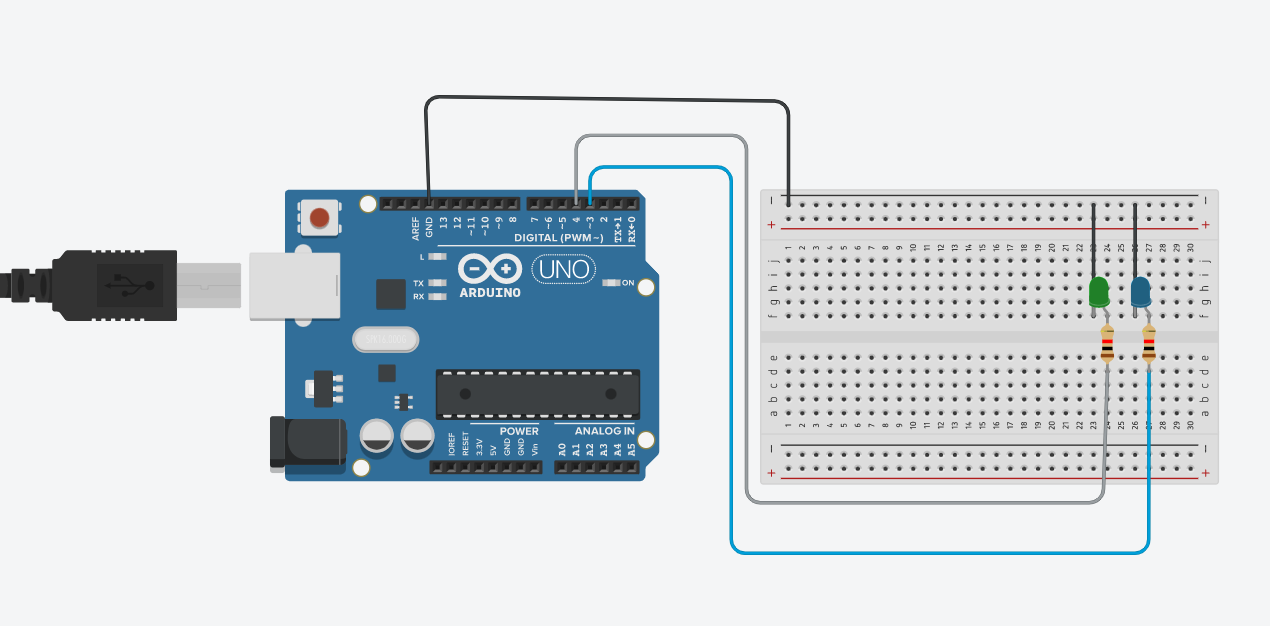 AREF
GND
13
12
~11
~10
~9
8
7
~6
~5
4
~3
2
TX→1
RX←0
DIGITAL (PWM~)
L
TX
RX
ARDUINO
UNO
ON
POWER
ANALOG IN
IOREF
RESET
3.3V
5V
GND
GND
Vin
A0
A1
A2
A3
A4
A5
− −
+ +
1 2 3 4 5 6 7 8 9 10 11 12 13 14 15 16 17 18 19 20 21 22 23 24 25 26 27 28 29 30
j j
i i
h h
g g
f f
e e
d d
c c
b b
a a
1 2 3 4 5 6 7 8 9 10 11 12 13 14 15 16 17 18 19 20 21 22 23 24 25 26 27 28 29 30
− −
+ +